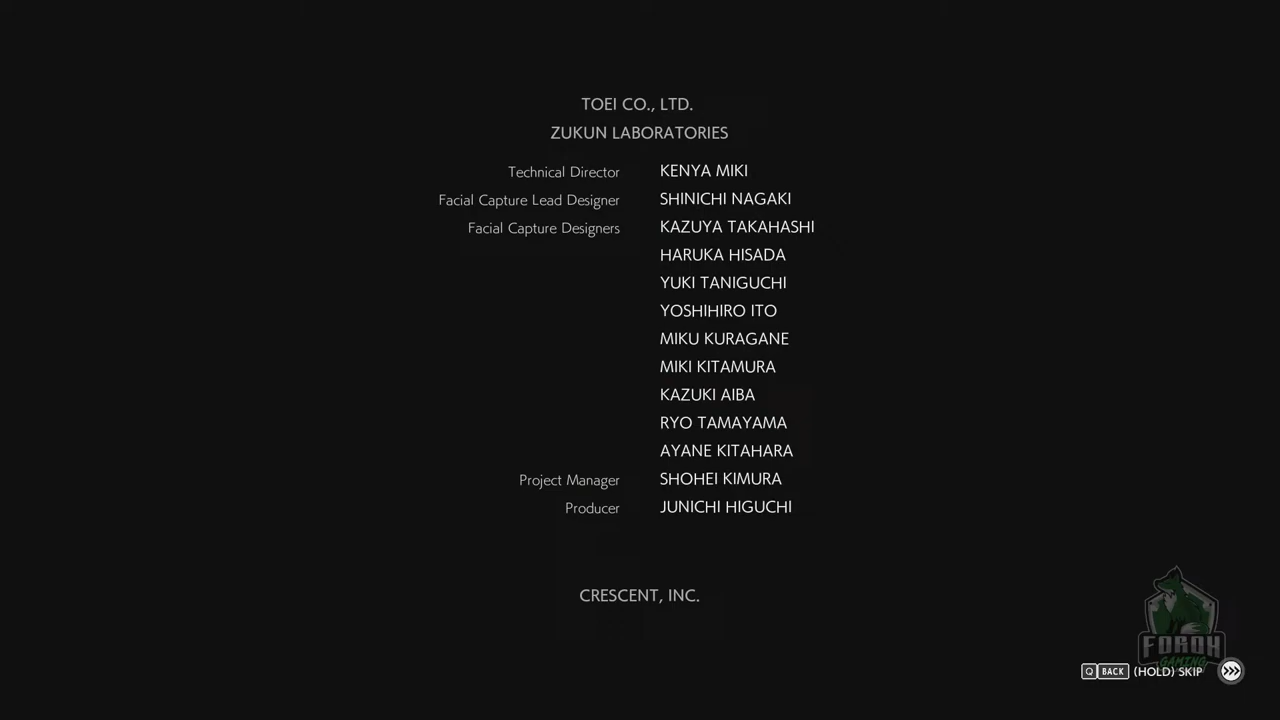 TOEI CO., LTD.
ZUKUN LABORATORIES
Technical Director KENYA MIKI
Facial Capture Lead Designer SHINICHI NAGAKI
Facial Capture Designers KAZUYA TAKAHASHI
HARUKA HISADA
YUKI TANIGUCHI
YOSHIHIRO ITO
MIKU KURAGANE
MIKI KITAMURA
KAZUKI AIBA
RYO TAMAYAMA
AYANE KITAHARA
Project Manager SHOHEI KIMURA
Producer JUNICHI HIGUCHI
CRESCENT, INC.
FOROH
GAMING
Q BACK (HOLD) SKIP